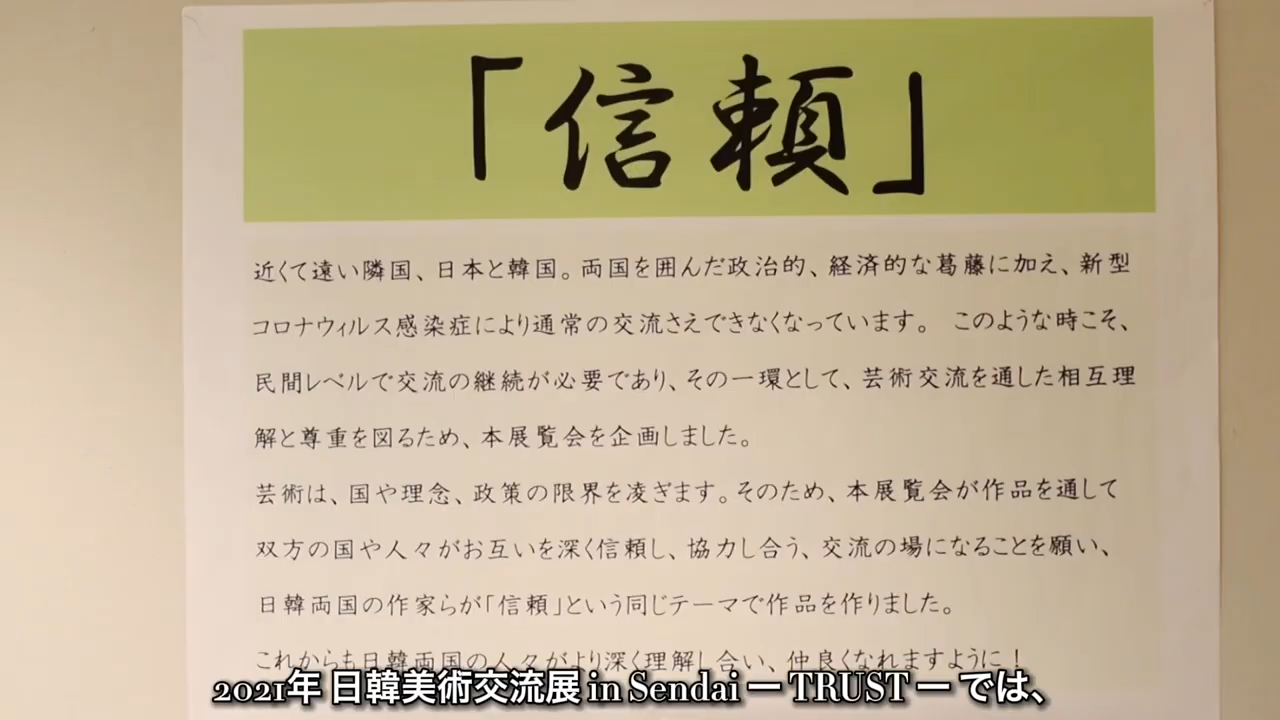 「信頼」
近くて遠い隣国、日本と韓国。両国を囲んだ政治的、経済的な葛藤に加え、新型
コロナウィルス感染症により通常の交流さえできなくなっています。 このような時こそ、
民間レベルで交流の継続が必要であり、その一環として、芸術交流を通した相互理
解と尊重を図るため、本展覧会を企画しました。
芸術は、国や理念、政策の限界を凌ぎます。そのため、本展覧会が作品を通して
双方の国や人々がお互いを深く信頼し、協力し合う、交流の場になることを願い、
日韓両国の作家らが「信頼」という同じテーマで作品を作りました。
これからも日韓両国の人々がより深く理解し合い、仲良くなれますように！
2021年 日韓美術交流展 in Sendai ー TRUST ー では、